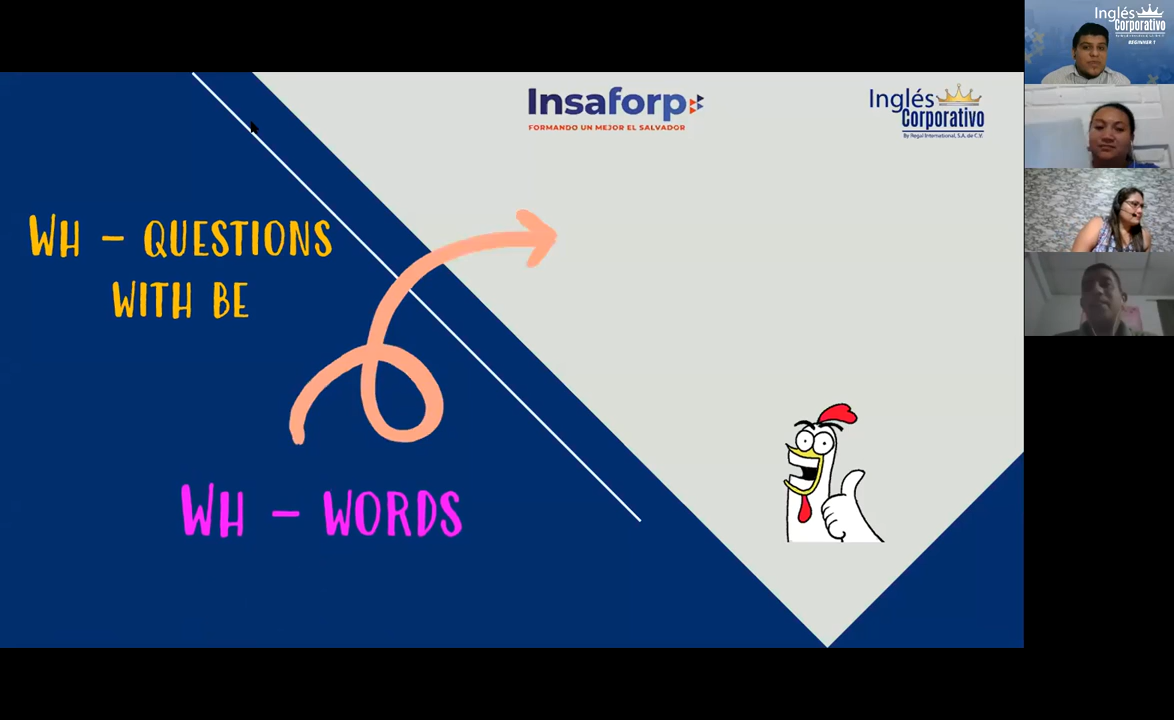 Insaforp
FORMANDO UN MEJOR EL SALVADOR
Inglés
Corporativo
By Regal International, S.A. de C.V.
WH - QUESTIONS
WITH BE
WH - WORDS
Inglés
Corporativo
BEGINNER 1